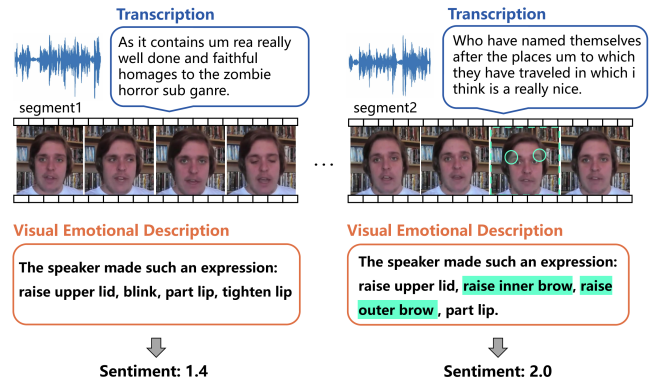 Transcription
As it contains um rea really
well done and faithful
homages to the zombie
horror sub ganre.
segment1
Visual Emotional Description
The speaker made such an expression:
raise upper lid, blink, part lip, tighten lip
Sentiment: 1.4
...
Transcription
Who have named themselves
after the places um to which
they have traveled in which i
think is a really nice.
segment2
Visual Emotional Description
The speaker made such an expression:
raise upper lid, raise inner brow, raise
outer brow , part lip.
Sentiment: 2.0